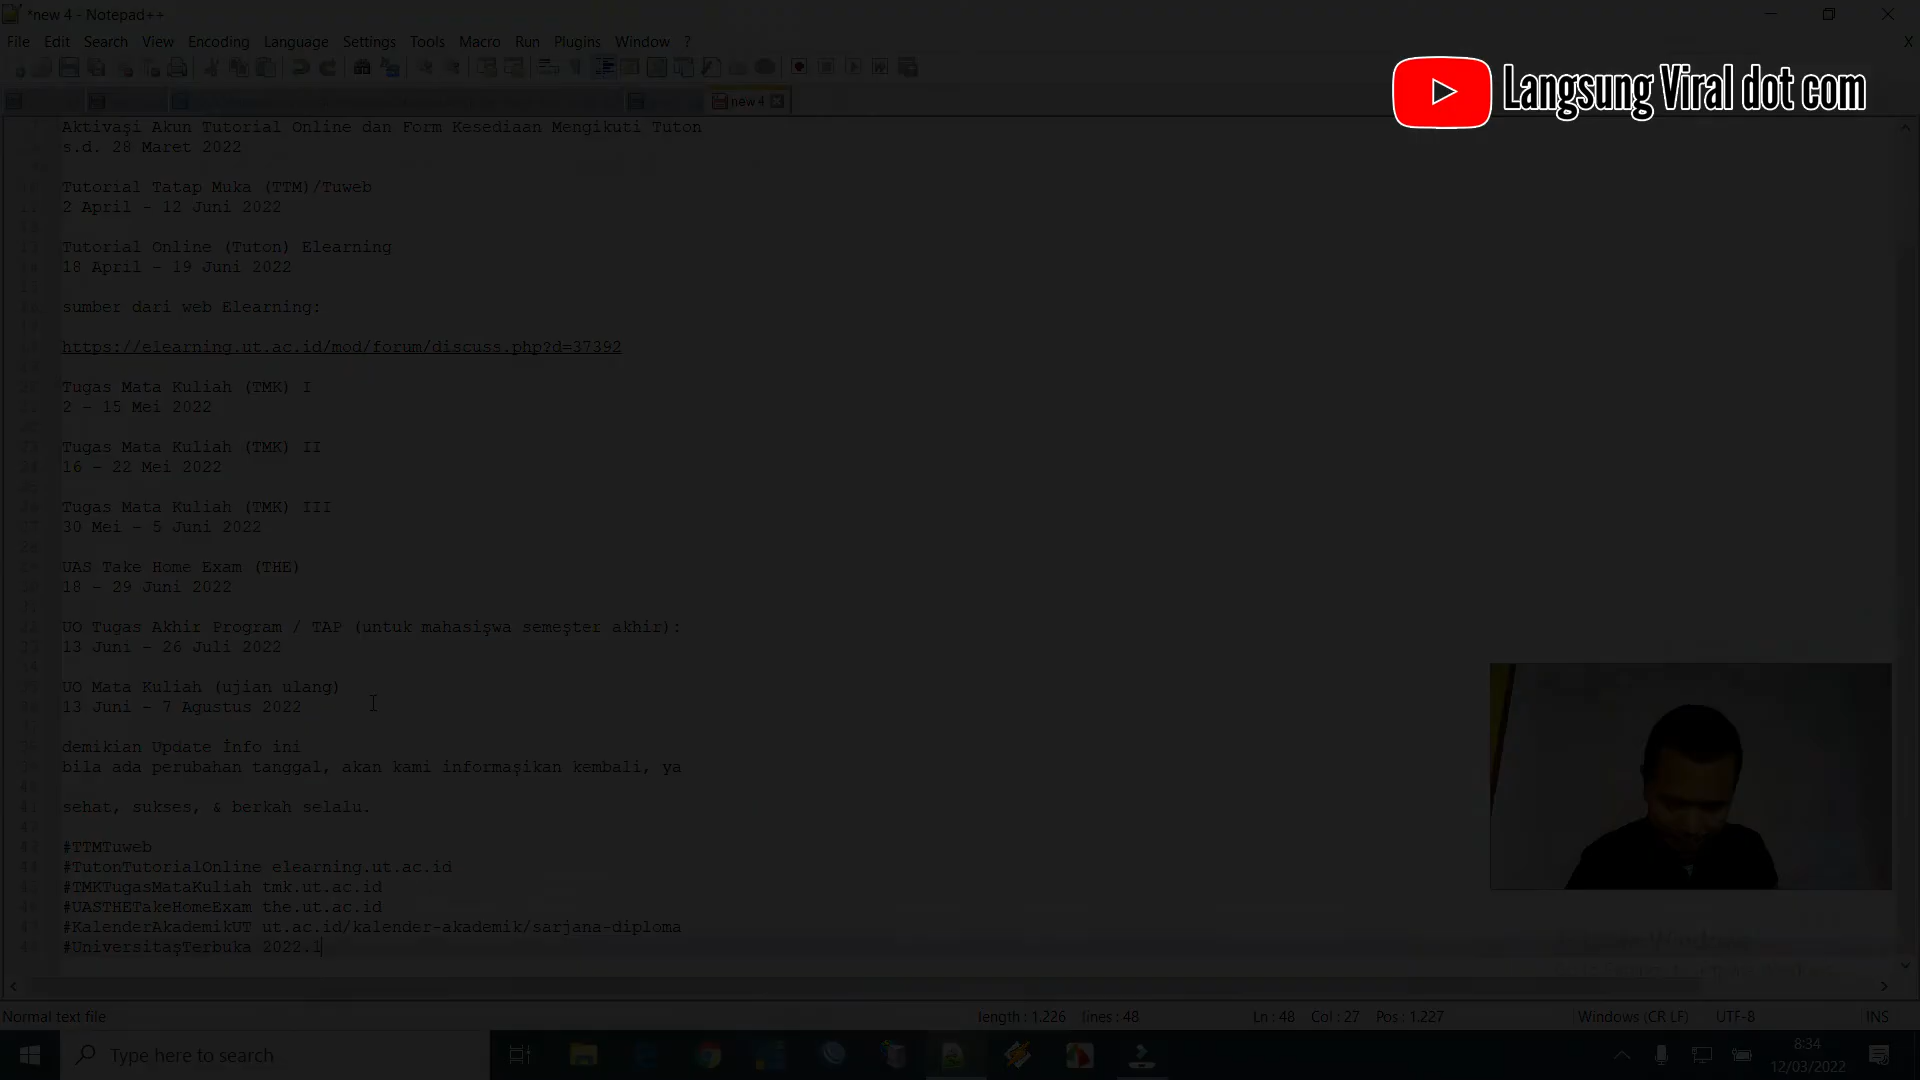 *new 4 - Notepad++
File Edit Search View Encoding Language Settings Tools Macro Run Plugins Window ?
X
Langsung Viral dot com
new 4
Aktivaşi Akun Tutorial Online dan Form Kesediaan Mengikuti Tuton
s.d. 28 Maret 2022
Tutorial Tatap Muka (TTM)/Tuweb
2 April - 12 Juni 2022
Tutorial Online (Tuton) Elearning
18 April - 19 Juni 2022
sumber dari web Elearning:
https://elearning.ut.ac.id/mod/forum/discuss.php?d=37392
Tugas Mata Kuliah (TMK) I
2 - 15 Mei 2022
Tugas Mata Kuliah (TMK) II
16 - 22 Mei 2022
Tugas Mata Kuliah (TMK) III
30 Mei - 5 Juni 2022
UAS Take Home Exam (THE)
18 - 29 Juni 2022
UO Tugas Akhir Program / TAP (untuk mahasişwa semeşter akhir):
13 Juni - 26 Juli 2022
UO Mata Kuliah (ujian ulang)
13 Juni - 7 Agustus 2022
demikian Update İnfo ini
bila ada perubahan tanggal, akan kami informaşikan kembali, ya
sehat, sukses, & berkah selalu.
#TTMTuweb
#TutonTutorialOnline elearning.ut.ac.id
#TMKTugasMataKuliah tmk.ut.ac.id
#UASTHETakeHomeExam the.ut.ac.id
#KalenderAkademikUT ut.ac.id/kalender-akademik/sarjana-diploma
#UniversitaşTerbuka 2022.1
Normal text file length : 1.226 lines : 48 Ln : 48 Col : 27 Pos : 1.227 Windows (CR LF) UTF-8 INS
Type here to search
8:34
12/03/2022